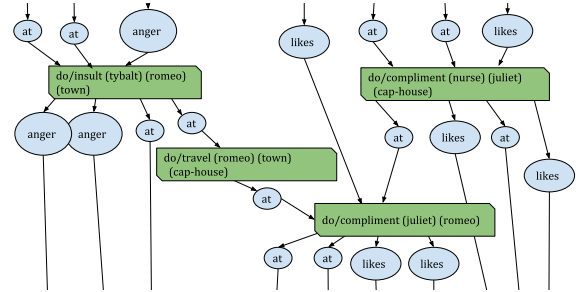 at
at
anger
likes
at
at
likes
do/insult (tybalt) (romeo)
(town)
do/compliment (nurse) (juliet)
(cap-house)
anger
anger
at
at
at
likes
at
likes
do/travel (romeo) (town)
(cap-house)
at
do/compliment (juliet) (romeo)
at
at
likes
likes